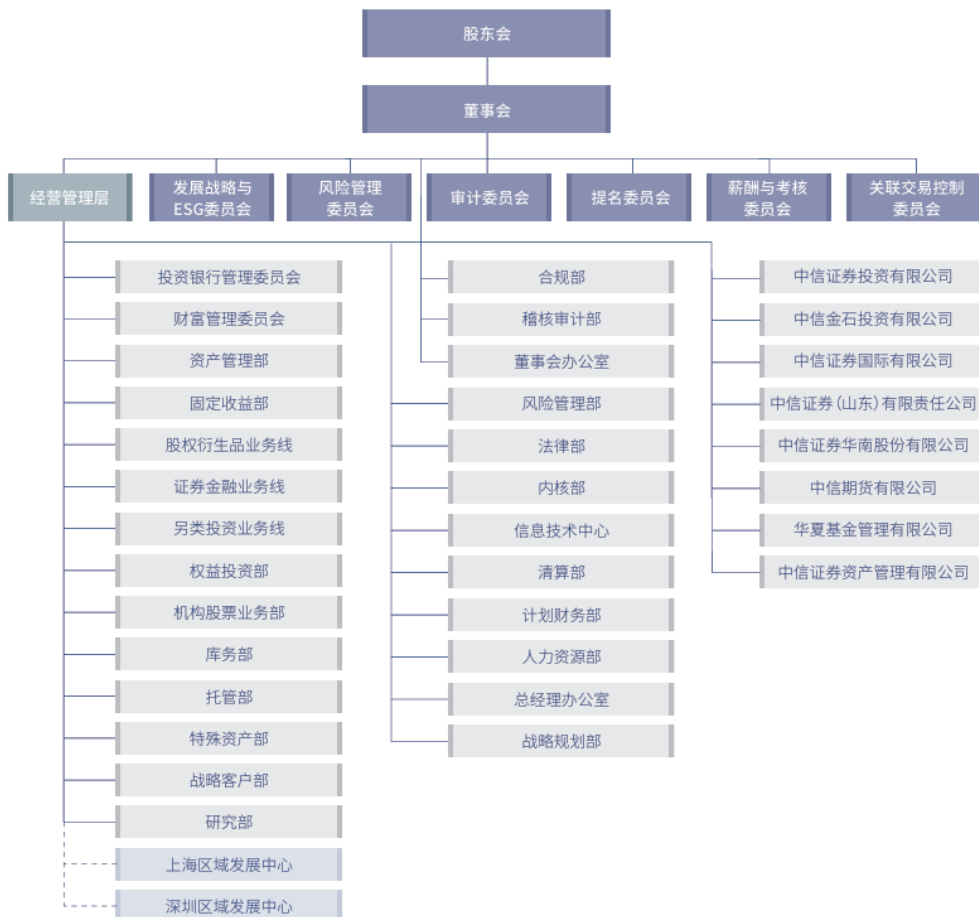 股东会
董事会
经营管理层
发展战略与
ESG委员会
风险管理
委员会
审计委员会
提名委员会
薪酬与考核
委员会
关联交易控制
委员会
投资银行管理委员会
财富管理委员会
资产管理部
固定收益部
股权衍生品业务线
证券金融业务线
另类投资业务线
权益投资部
机构股票业务部
库务部
托管部
特殊资产部
战略客户部
研究部
上海区域发展中心
深圳区域发展中心
合规部
稽核审计部
董事会办公室
风险管理部
法律部
内核部
信息技术中心
清算部
计划财务部
人力资源部
总经理办公室
战略规划部
中信证券投资有限公司
中信金石投资有限公司
中信证券国际有限公司
中信证券(山东)有限责任公司
中信证券华南股份有限公司
中信期货有限公司
华夏基金管理有限公司
中信证券资产管理有限公司